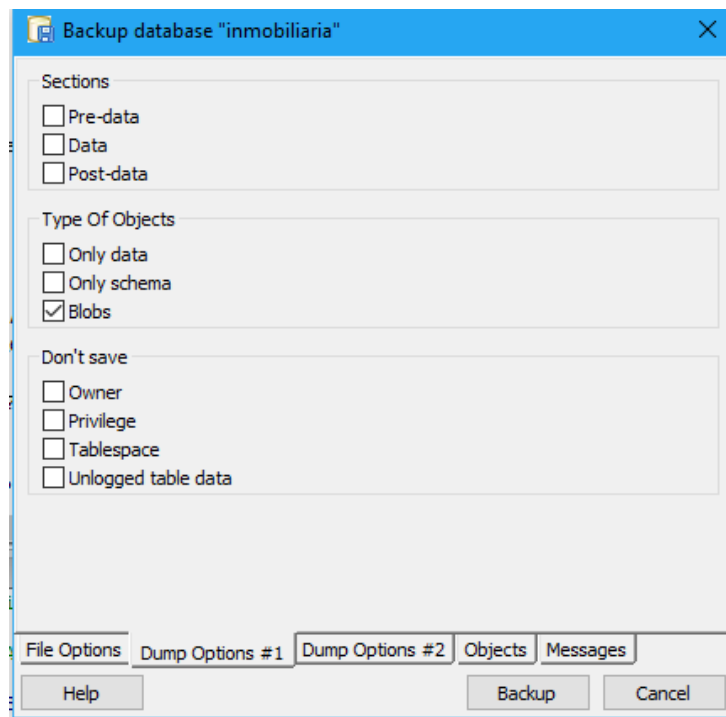 Backup database "inmobiliaria"
Sections
Pre-data
Data
Post-data
Type Of Objects
Only data
Only schema
Blobs
Don't save
Owner
Privilege
Tablespace
Unlogged table data
File Options Dump Options #1 Dump Options #2 Objects Messages
Help Backup Cancel